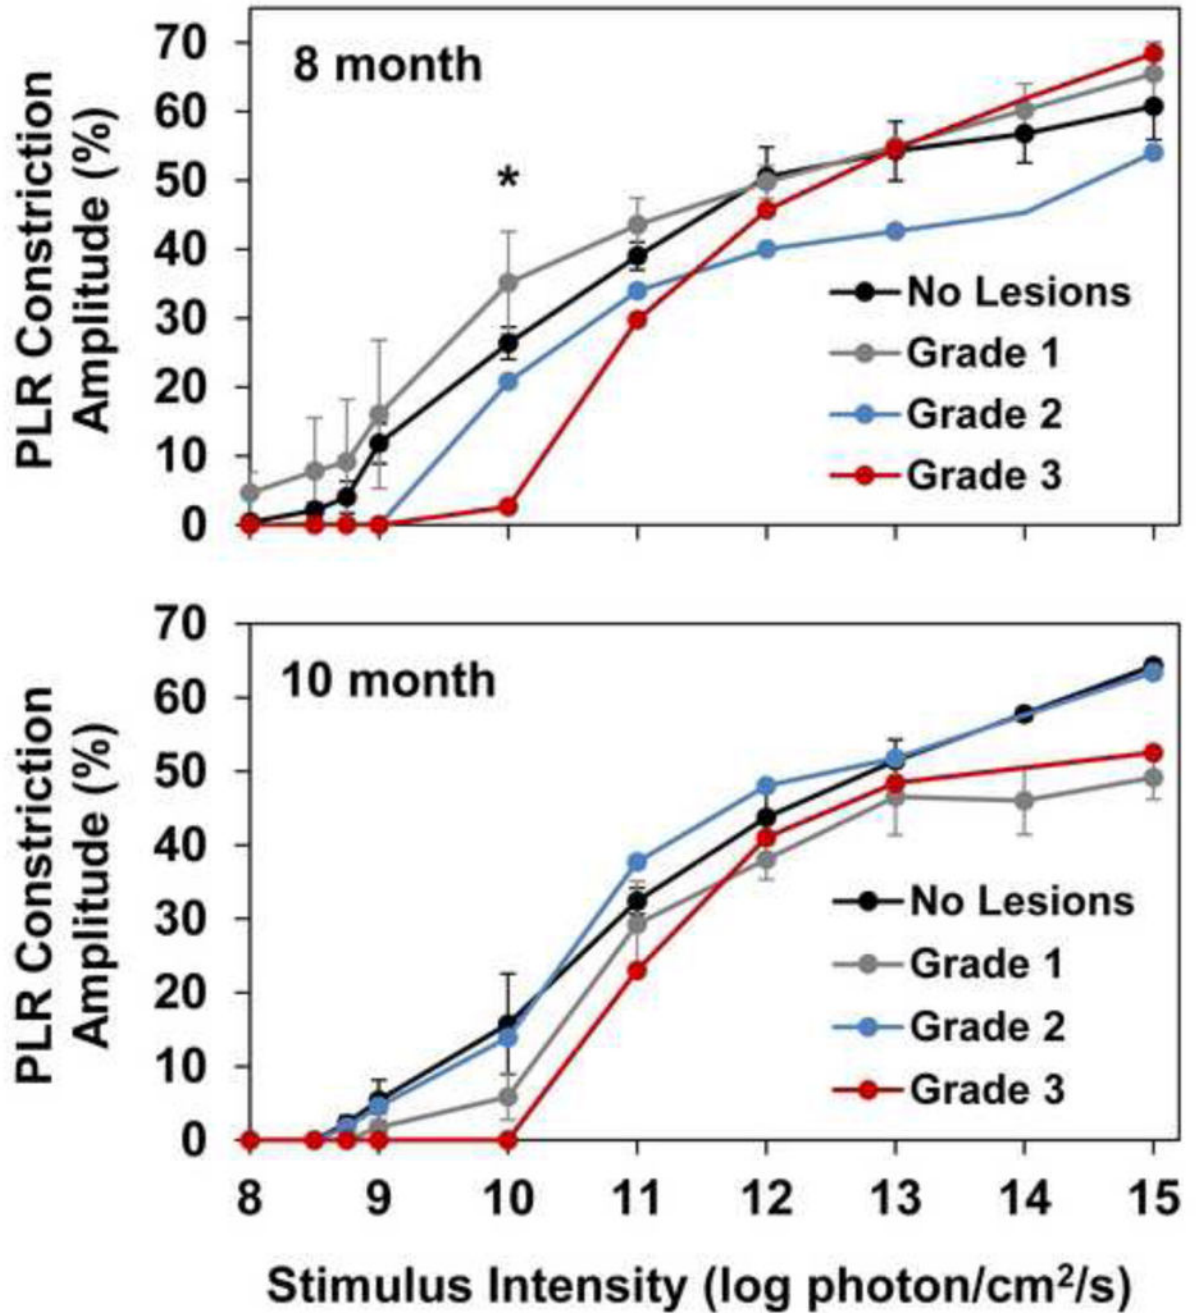 PLR Constriction
Amplitude (%)
70
60
50
40
30
20
10
0
8 month
*
No Lesions
Grade 1
Grade 2
Grade 3
PLR Constriction
Amplitude (%)
70
60
50
40
30
20
10
0
10 month
No Lesions
Grade 1
Grade 2
Grade 3
8 9 10 11 12 13 14 15
Stimulus Intensity (log photon/cm²/s)